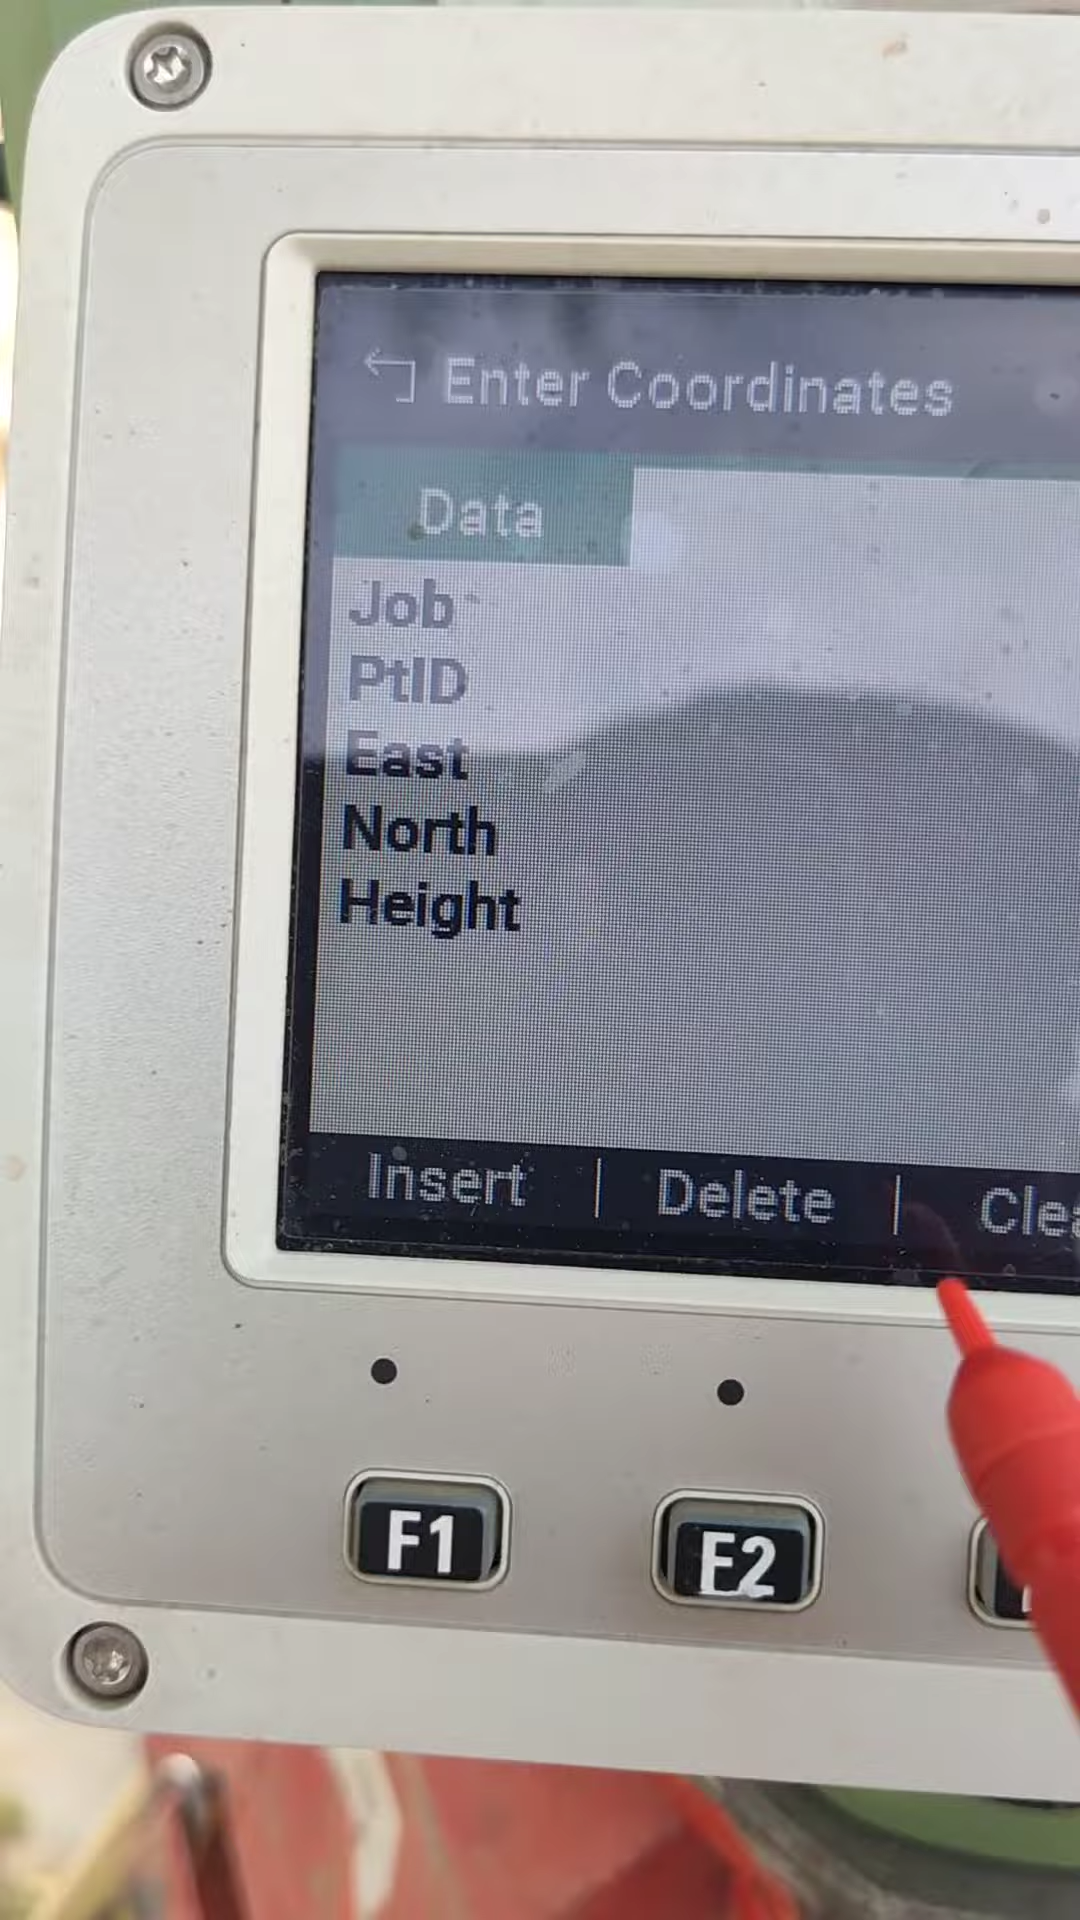 Enter Coordinates
Data
Job
PtID
East
North
Height
Insert | Delete |
F1 F2